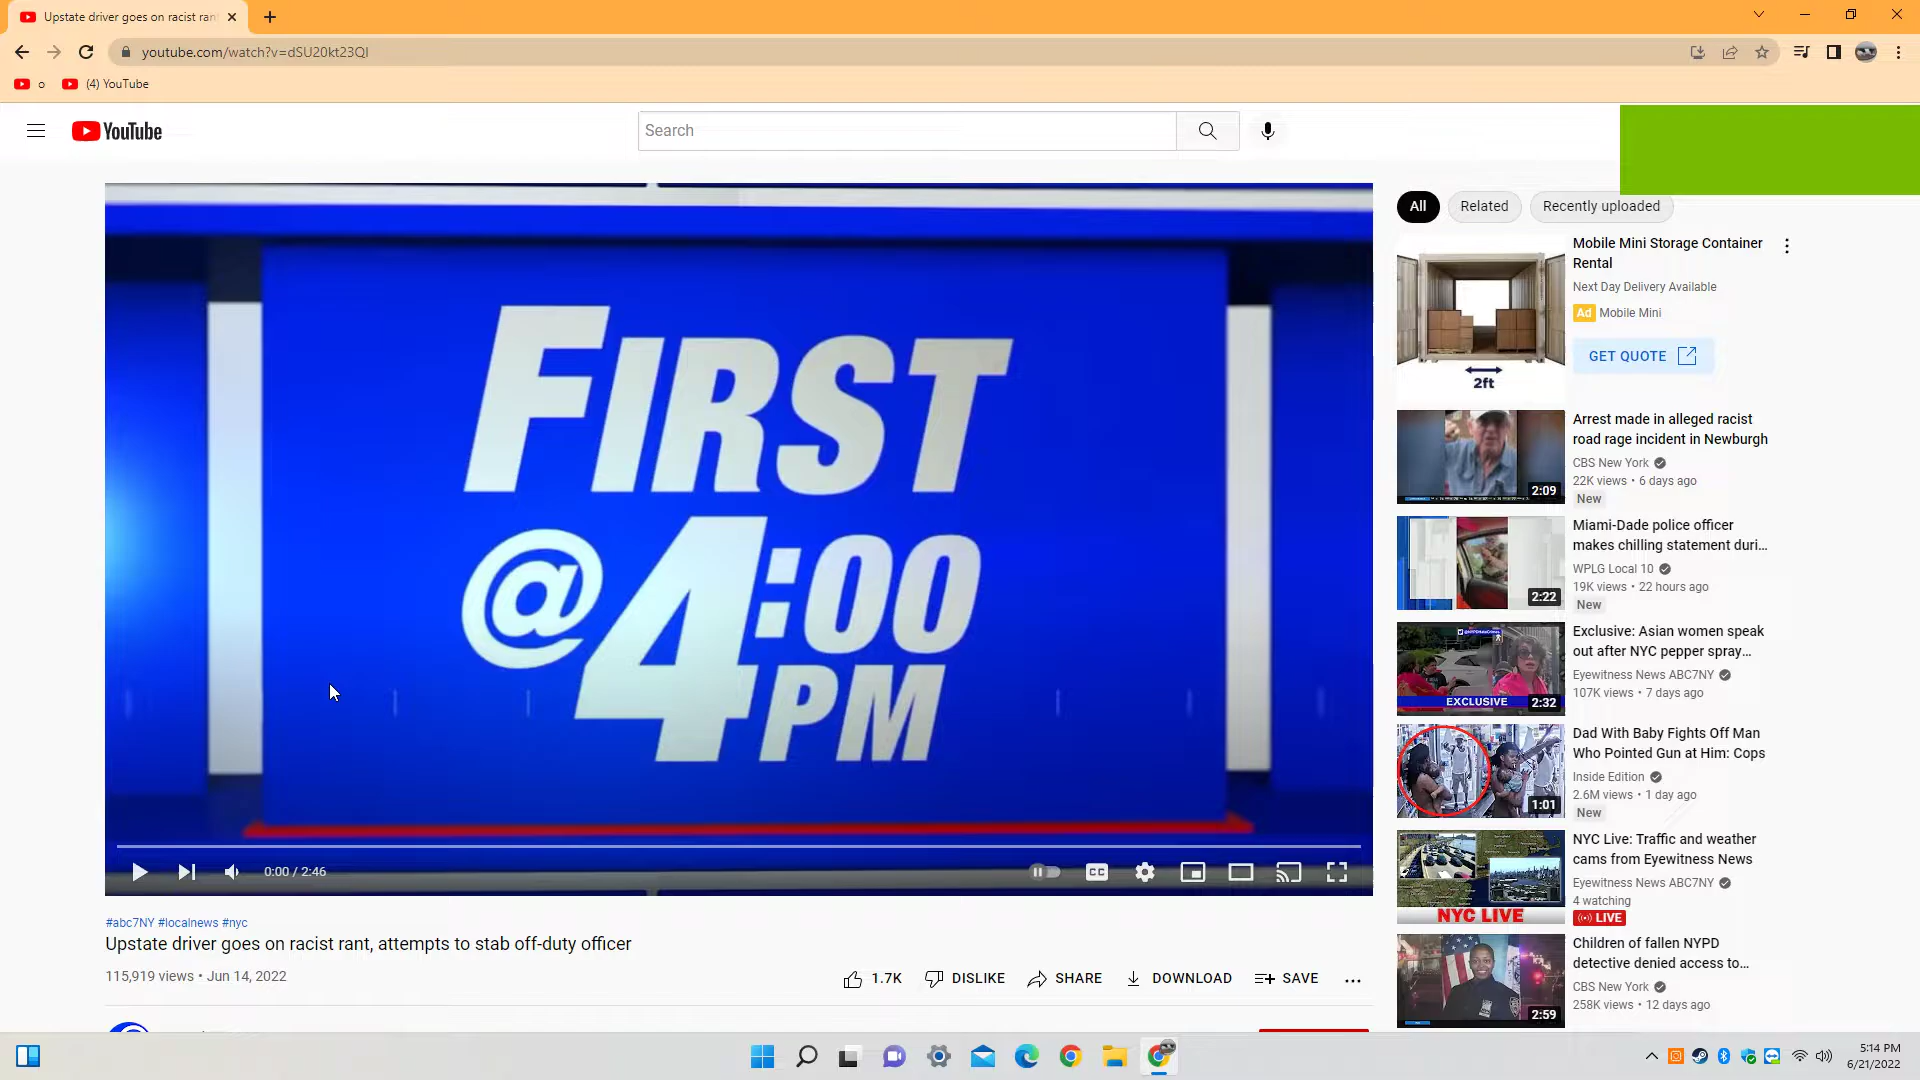 Upstate driver goes on racist rant
youtube.com/watch?v=dSU20kt23QI
o
(4) YouTube
YouTube
Search
All
Related
Recently uploaded
FIRST
@4:00
PM
0:00 / 2:46
CC
#abc7NY #localnews #nyc
Upstate driver goes on racist rant, attempts to stab off-duty officer
115,919 views • Jun 14, 2022
1.7K
DISLIKE
SHARE
DOWNLOAD
SAVE
Mobile Mini Storage Container
Rental
Next Day Delivery Available
Ad Mobile Mini
GET QUOTE
2ft
Arrest made in alleged racist
road rage incident in Newburgh
CBS New York
22K views • 6 days ago
New
2:09
Miami-Dade police officer
makes chilling statement duri...
WPLG Local 10
19K views • 22 hours ago
New
2:22
Exclusive: Asian women speak
out after NYC pepper spray...
Eyewitness News ABC7NY
107K views • 7 days ago
EXCLUSIVE
2:32
Dad With Baby Fights Off Man
Who Pointed Gun at Him: Cops
Inside Edition
2.6M views • 1 day ago
New
1:01
NYC Live: Traffic and weather
cams from Eyewitness News
Eyewitness News ABC7NY
4 watching
LIVE
NYC LIVE
Children of fallen NYPD
detective denied access to...
CBS New York
258K views • 12 days ago
2:59
5:14 PM
6/21/2022